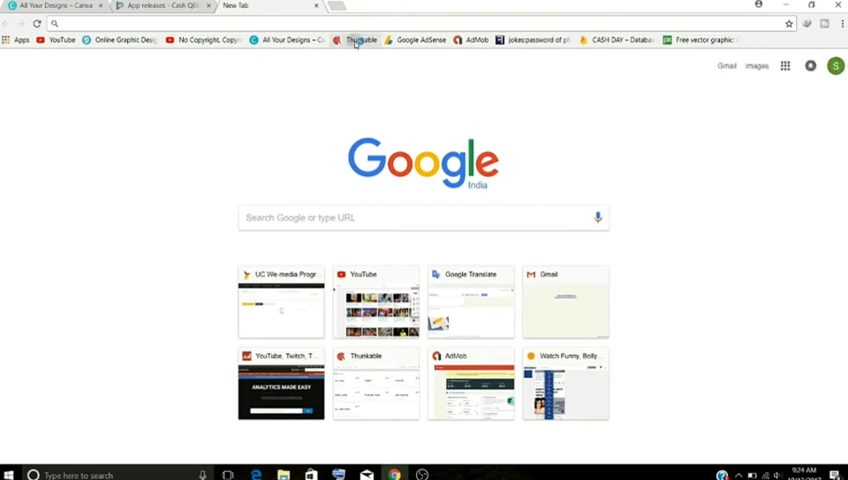 All Your Designs – Canva
App releases - Cash Q
New Tab
Apps
YouTube
Online Graphic Desi
No Copyright, Copyr
All Your Designs – C
Thunkable
Google AdSense
AdMob
jokes:password of p
CASH DAY – Databa
Free vector graphic:
Gmail
Images
S
Google
India
Search Google or type URL
UC We-media Progr...
YouTube
Google Translate
Gmail
YouTube, Twitch, T...
Thunkable
AdMob
Watch Funny, Bolly...
ANALYTICS MADE EASY
Type here to search
9:24 AM